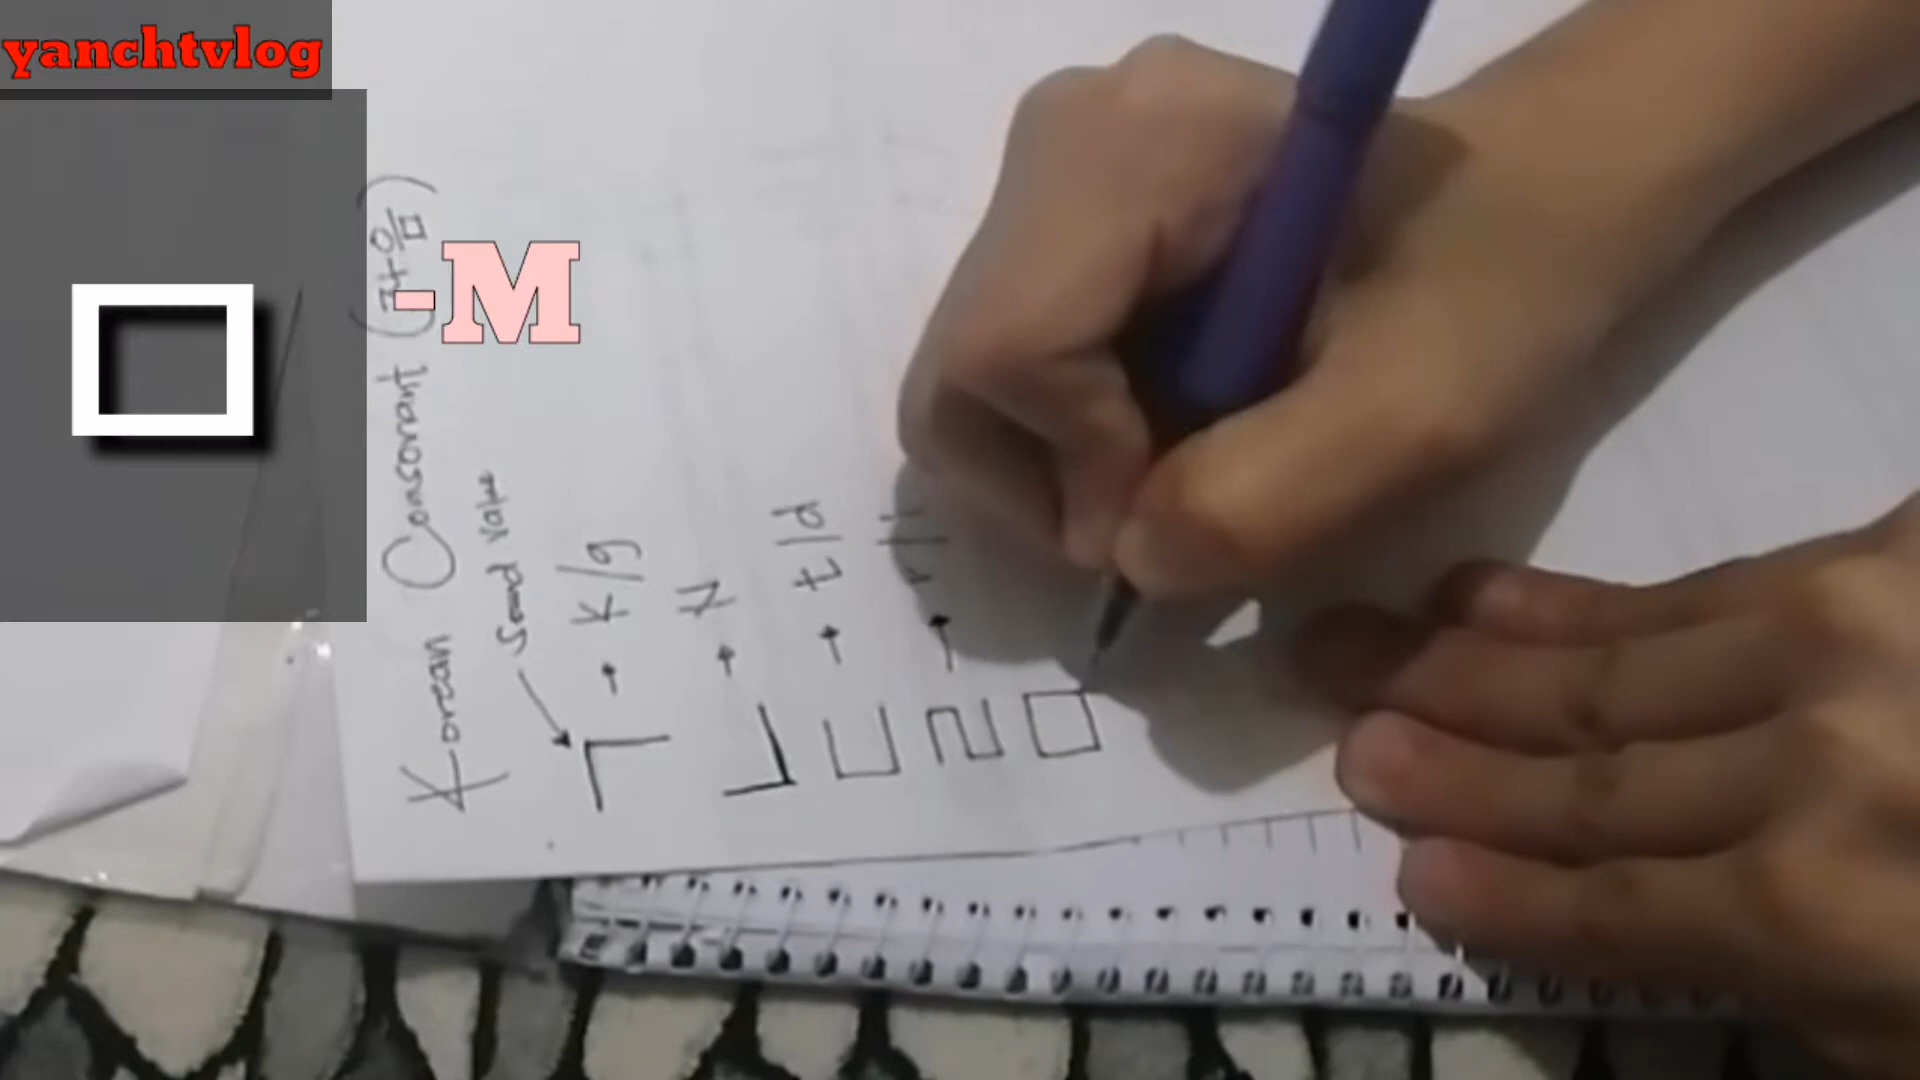 yanchtvlog
ㅁ -M
Korean Consonant (자음)
Sound value
ㄱ → K/g
ㄴ → N
ㄷ → t/d
ㄹ → r/l
ㅁ